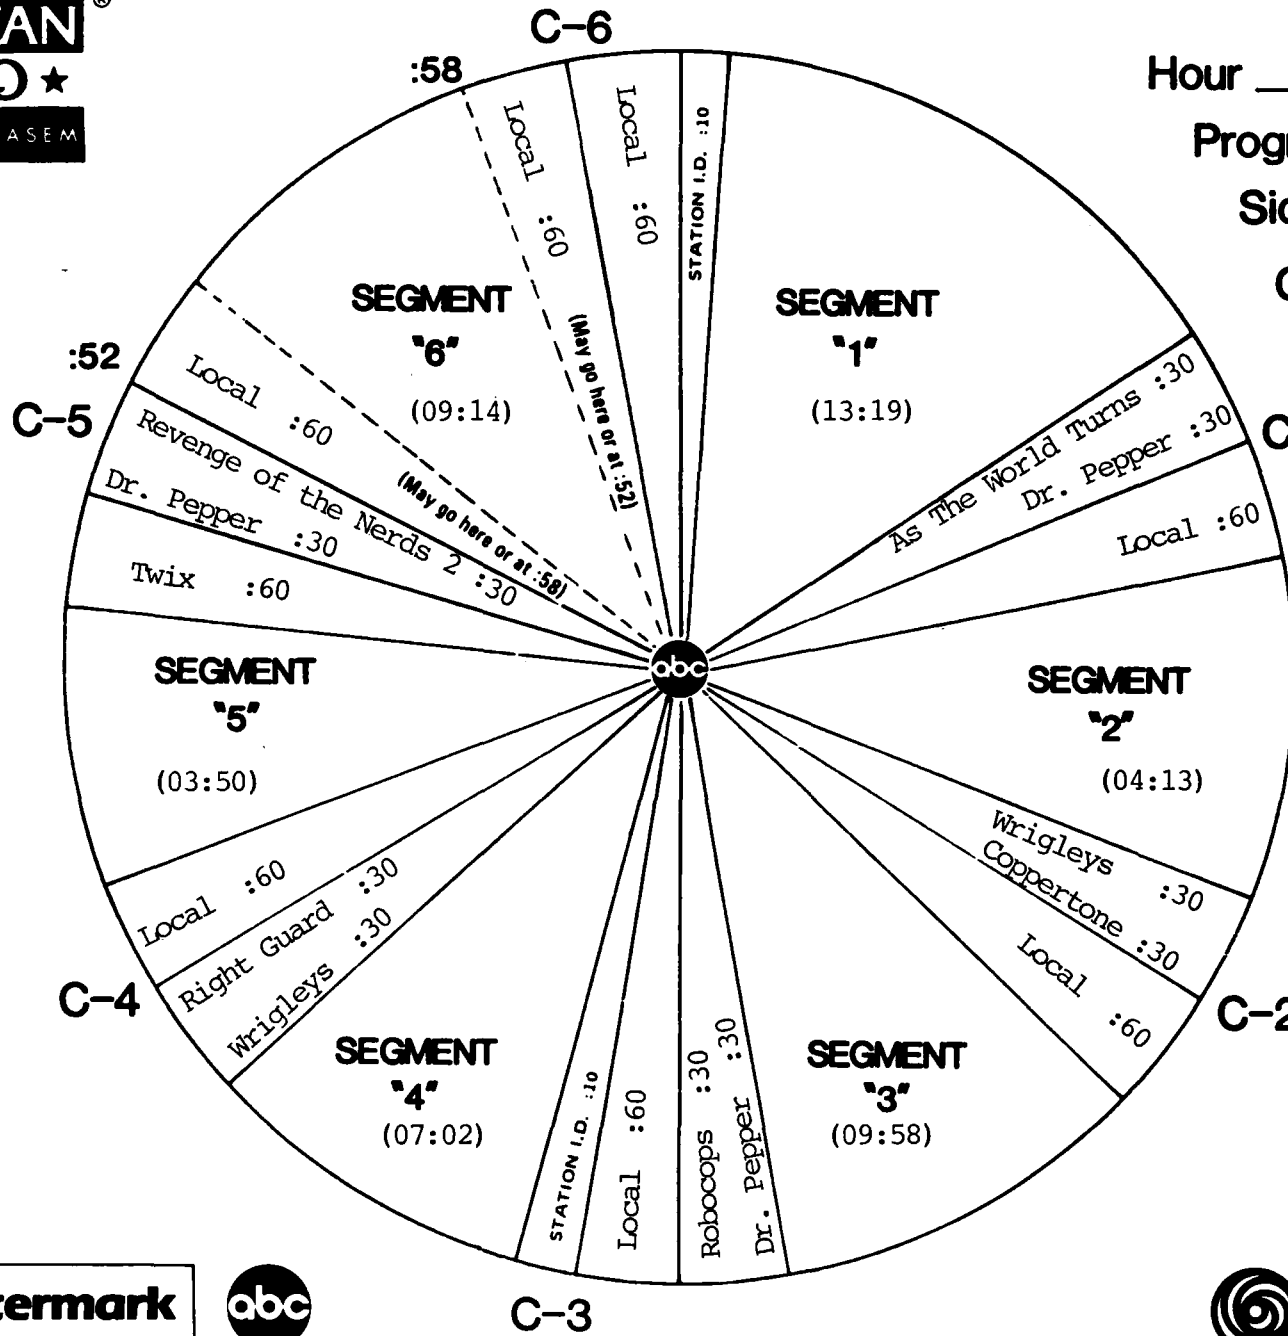 C-6
:58
ASEM
Hour
Local :60
Local :60
STATION I.D. :10
(May go here or at :52)
SEGMENT
"1"
(13:19)
As The World Turns :30
Dr. Pepper :30
Local :60
SEGMENT
"2"
(04:13)
Wrigleys :30
Coppertone :30
Local :60
C-2
SEGMENT
"3"
(09:58)
Dr. Pepper :30
Robocops :30
Local :60
STATION I.D. :10
C-3
SEGMENT
"4"
(07:02)
Wrigleys :30
Right Guard :30
C-4
Local :60
SEGMENT
"5"
(03:50)
Twix :60
Dr. Pepper :30
Revenge of the Nerds 2 :30
C-5
:52
Local :60
(May go here or at :58)
SEGMENT
"6"
(09:14)
abc
termark
abc